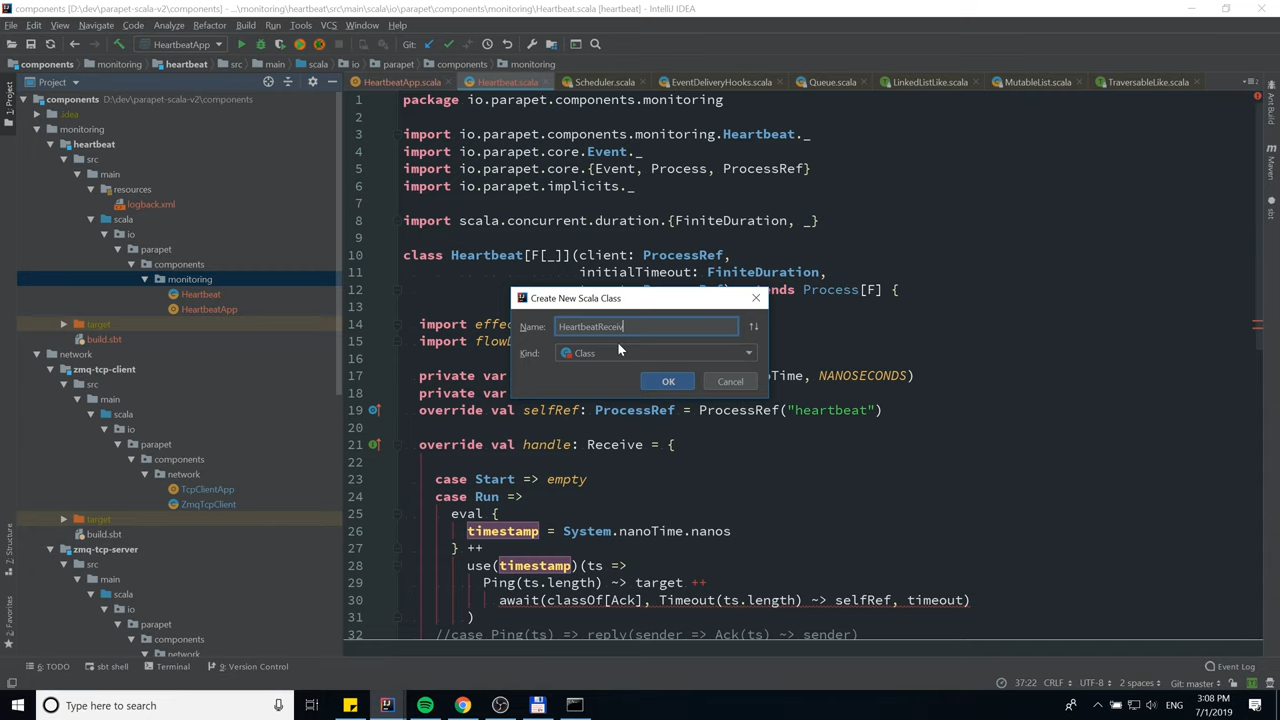 components [D:\dev\parapet-scala-v2\components] - ...\monitoring\heartbeat\src\main\scala\io\parapet\components\monitoring\Heartbeat.scala [heartbeat] - IntelliJ IDEA
File Edit View Navigate Code Analyze Refactor Build Run Tools VCS Window Help
HeartbeatApp Git:
components monitoring heartbeat src main scala io parapet components monitoring
Project HeartbeatApp.scala Heartbeat.scala Scheduler.scala EventDeliveryHooks.scala Queue.scala LinkedListLike.scala MutableList.scala TraversableLike.scala
components D:\dev\parapet-scala-v2\components
.idea
monitoring
heartbeat
src
main
resources
logback.xml
scala
io
parapet
components
monitoring
Heartbeat
HeartbeatApp
target
build.sbt
network
zmq-tcp-client
src
main
scala
io
parapet
components
network
TcpClientApp
ZmqTcpClient
target
build.sbt
zmq-tcp-server
src
main
scala
io
parapet
components
network
1 package io.parapet.components.monitoring
2
3 import io.parapet.components.monitoring.Heartbeat._
4 import io.parapet.core.Event._
5 import io.parapet.core.{Event, Process, ProcessRef}
6 import io.parapet.implicits._
7
8 import scala.concurrent.duration.{FiniteDuration, _}
9
10 class Heartbeat[F[_]](client: ProcessRef,
11 initialTimeout: FiniteDuration,
12 Process[F] {
13
14 import
15 import
16
17 private var NANOSECONDS)
18 private var
19 override val selfRef: ProcessRef = ProcessRef("heartbeat")
20
21 override val handle: Receive = {
22
23 case Start => empty
24 case Run =>
25 eval {
26 timestamp = System.nanoTime.nanos
27 } ++
28 use(timestamp)(ts =>
29 Ping(ts.length) ~> target ++
30 await(classOf[Ack], Timeout(ts.length) ~> selfRef, timeout)
31 )
32 //case Ping(ts) => reply(sender => Ack(ts) ~> sender)
Create New Scala Class
Name: HeartbeatReceiv
Kind: Class
OK Cancel
1: Project
7: Structure
2: Favorites
Ant Build
Maven
sbt
6: TODO sbt shell Terminal 9: Version Control Event Log
37:22 CRLF UTF-8 2 spaces Git: master
Type here to search
ENG
3:08 PM
7/1/2019